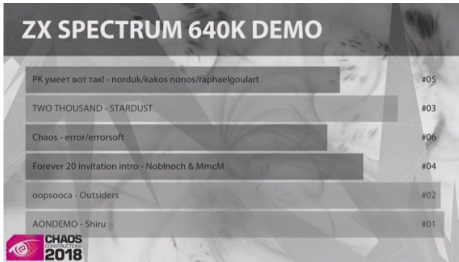 ZX SPECTRUM 640K DEMO
РК умеет вот так! - norduk/kakos nonos/raphaelgoulart #05
TWO THOUSAND - STARDUST #03
Chaos - error/errorsoft #06
Forever 20 invitation intro - Noblnoch & MmcM #04
oopsooca - Outsiders #02
AONDEMO - Shiru #01
CHAOS
CONSTRUCTIONS
2018